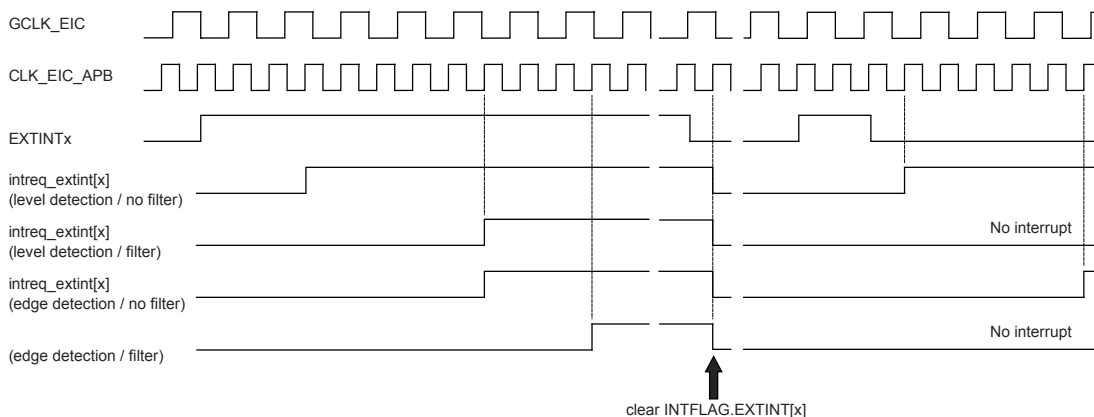 GCLK_EIC
CLK_EIC_APB
EXTINTx
intreq_extint[x]
(level detection / no filter)
intreq_extint[x]
(level detection / filter)
No interrupt
intreq_extint[x]
(edge detection / no filter)
(edge detection / filter)
No interrupt
clear INTFLAG.EXTINT[x]